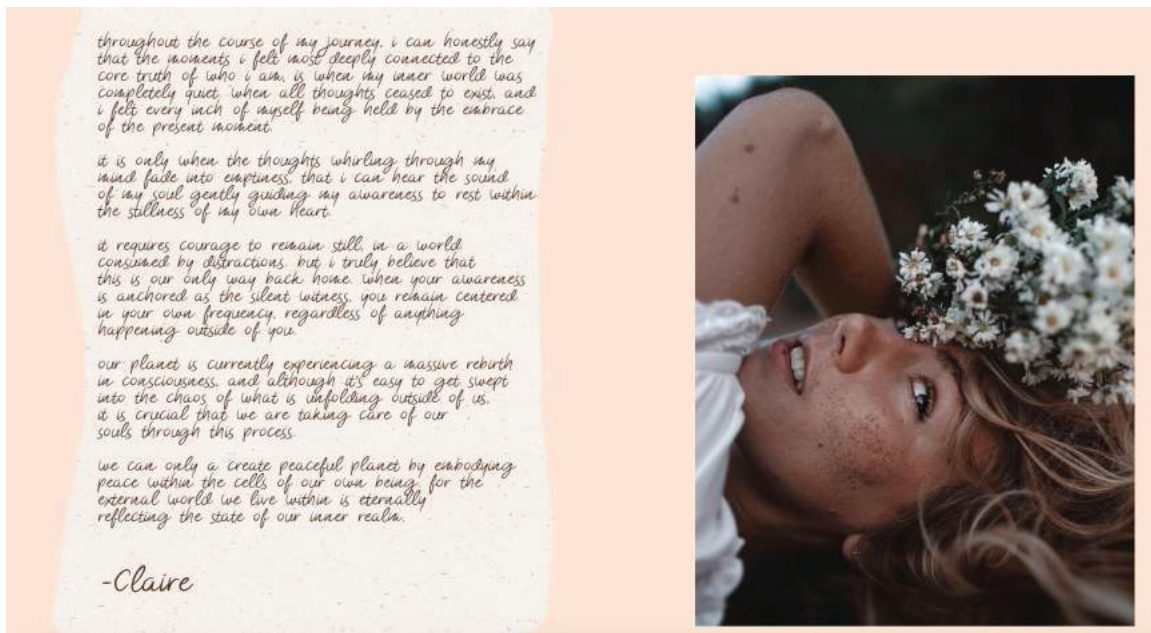 throughout the course of my journey, i can honestly say
that the moments i felt most deeply connected to the
core truth of who i am, is when my inner world was
completely quiet. when all thoughts ceased to exist, and
i felt every inch of myself being held by the embrace
of the present moment.
it is only when the thoughts whirling through my
mind fade into emptiness, that i can hear the sound
of my soul gently guiding my awareness to rest within
the stillness of my own heart.
it requires courage to remain still in a world
consumed by distractions. but i truly believe that
this is our only way back home. when your awareness
is anchored as the silent witness, you remain centered
in your own frequency, regardless of anything
happening outside of you.
our planet is currently experiencing a massive rebirth
in consciousness, and although it's easy to get swept
into the chaos of what is unfolding outside of us,
it is crucial that we are taking care of our
souls through this process.
we can only a create peaceful planet by embodying
peace within the cells of our own being, for the
external world we live within is eternally
reflecting the state of our inner realm.
-Claire